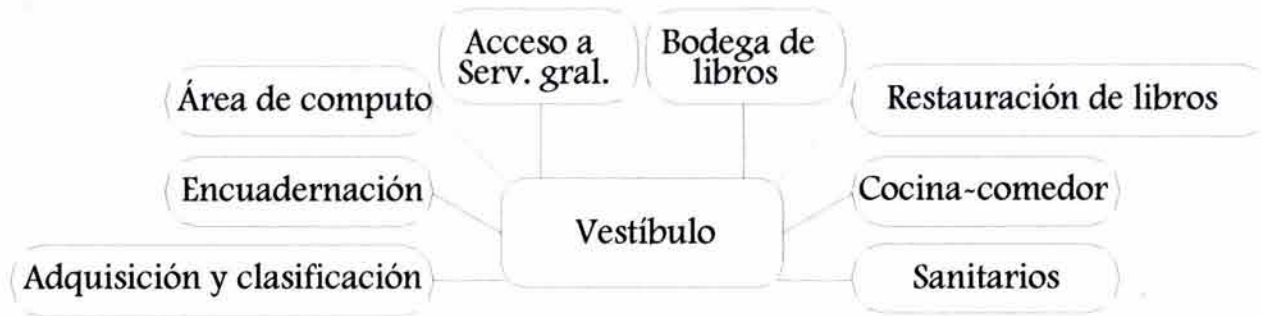 Acceso a
Serv. gral.
Bodega de
libros
Área de computo
Restauración de libros
Encuadernación
Cocina-comedor
Vestíbulo
Adquisición y clasificación
Sanitarios